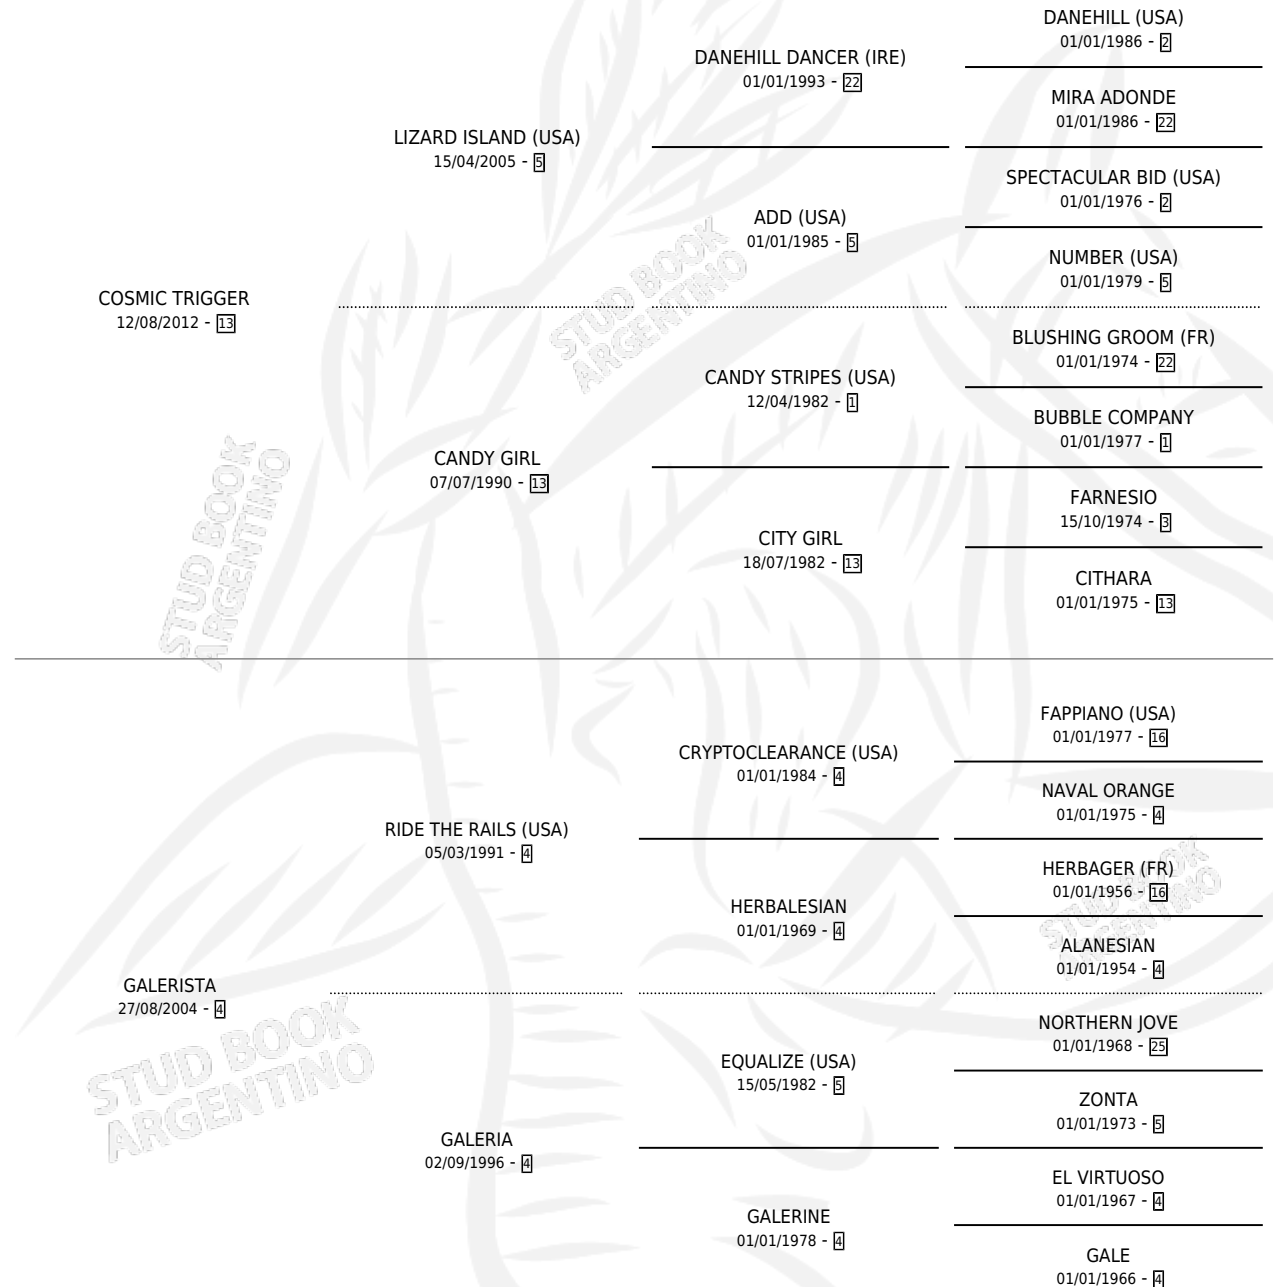 DANEHILL (USA)
01/01/1986 - 2
DANEHILL DANCER (IRE)
01/01/1993 - 22
MIRA ADONDE
01/01/1986 - 22
LIZARD ISLAND (USA)
15/04/2005 - 5
SPECTACULAR BID (USA)
01/01/1976 - 2
ADD (USA)
01/01/1985 - 5
NUMBER (USA)
01/01/1979 - 5
COSMIC TRIGGER
12/08/2012 - 13
BLUSHING GROOM (FR)
01/01/1974 - 22
CANDY STRIPES (USA)
12/04/1982 - 1
BUBBLE COMPANY
01/01/1977 - 1
CANDY GIRL
07/07/1990 - 13
FARNESIO
15/10/1974 - 3
CITY GIRL
18/07/1982 - 13
CITHARA
01/01/1975 - 13
FAPPIANO (USA)
01/01/1977 - 16
CRYPTOCLEARANCE (USA)
01/01/1984 - 4
NAVAL ORANGE
01/01/1975 - 4
RIDE THE RAILS (USA)
05/03/1991 - 4
HERBAGER (FR)
01/01/1956 - 16
HERBALESIAN
01/01/1969 - 4
ALANESIAN
01/01/1954 - 4
GALERISTA
27/08/2004 - 4
NORTHERN JOVE
01/01/1968 - 25
EQUALIZE (USA)
15/05/1982 - 5
ZONTA
01/01/1973 - 5
GALERIA
02/09/1996 - 4
EL VIRTUOSO
01/01/1967 - 4
GALERINE
01/01/1978 - 4
GALE
01/01/1966 - 4
STUD BOOK
ARGENTINO
STUD BOOK
ARGENTINO
STUD BOOK
ARGENTINO
STUD BOOK
ARGENTINO